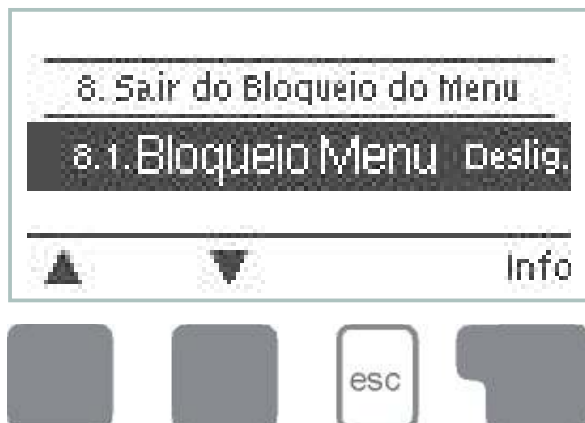 8. Sair do Bloqueio do Menu
8.1. Bloqueio Menu Deslig.
Info
esc